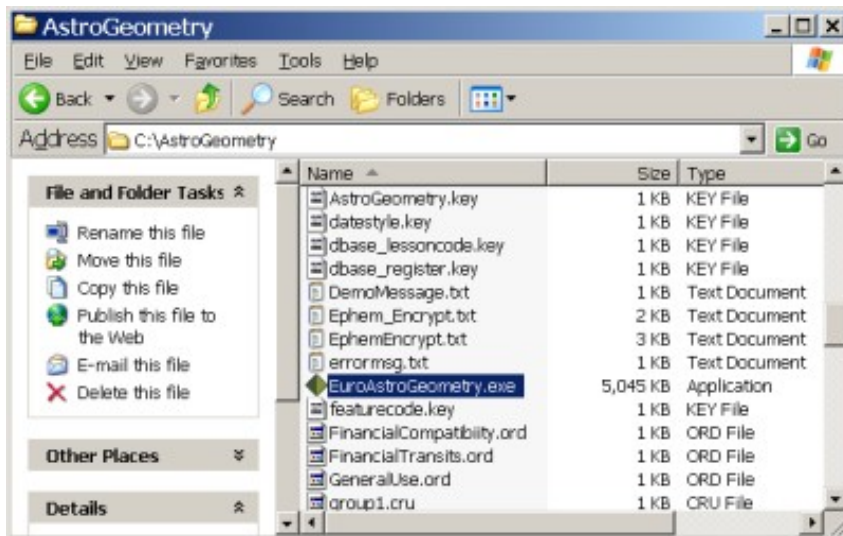 AstroGeometry
File Edit View Favorites Tools Help
Back Search Folders
Address C:\AstroGeometry Go
File and Folder Tasks
Rename this file
Move this file
Copy this file
Publish this file to
the Web
E-mail this file
Delete this file
Other Places
Details
Name Size Type
AstroGeometry.key 1 KB KEY File
datestyle.key 1 KB KEY File
dbase_lessoncode.key 1 KB KEY File
dbase_register.key 1 KB KEY File
DemoMessage.txt 1 KB Text Document
Ephem_Encrypt.txt 2 KB Text Document
EphemEncrypt.txt 3 KB Text Document
errormsg.txt 1 KB Text Document
EuroAstroGeometry.exe 5,045 KB Application
featurecode.key 1 KB KEY File
FinancialCompatibiity.ord 1 KB ORD File
FinancialTransits.ord 1 KB ORD File
GeneralUse.ord 1 KB ORD File
group1.cru 1 KB CRU File